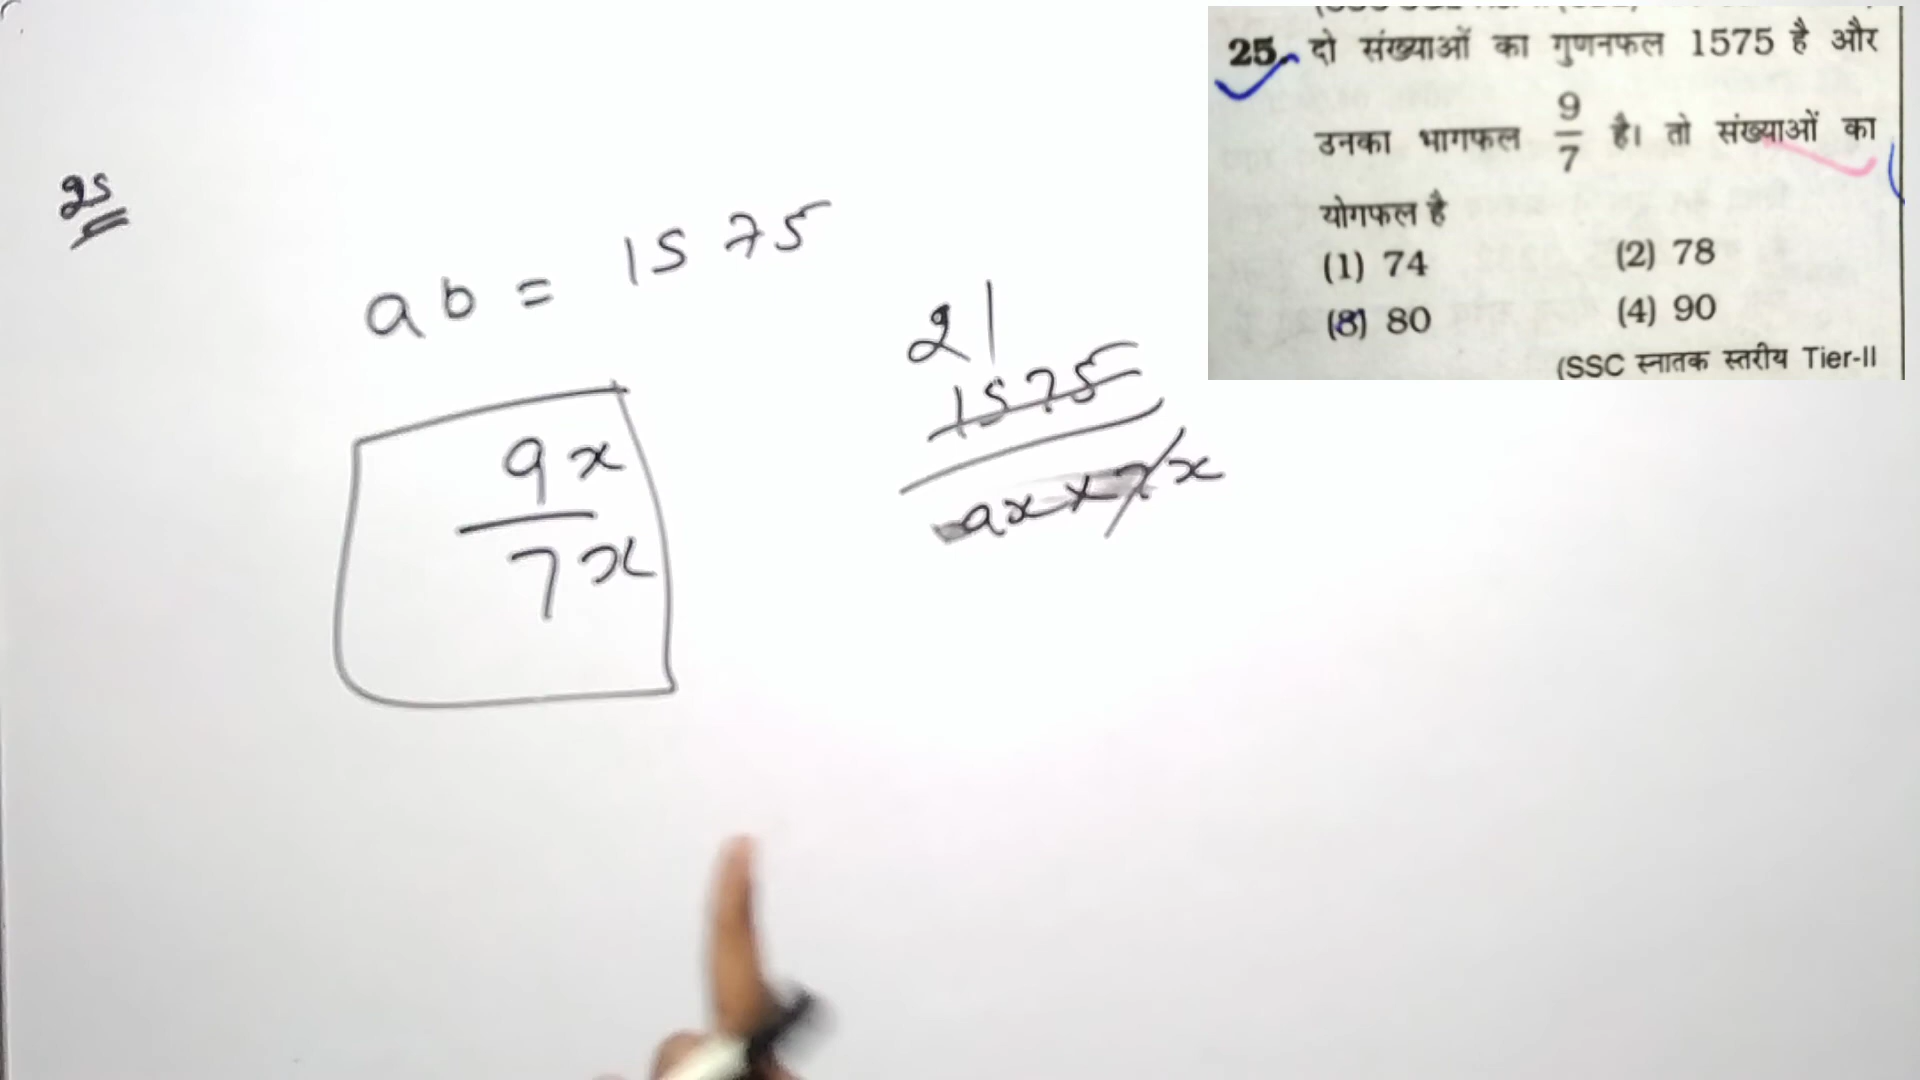 25. दो संख्याओं का गुणनफल 1575 है और
उनका भागफल 9/7 है। तो संख्याओं का
योगफल है
(1) 74 (2) 78
(3) 80 (4) 90
(SSC स्नातक स्तरीय Tier-II
25
ab = 1575
9x
7x
21
1575
9x × 7x